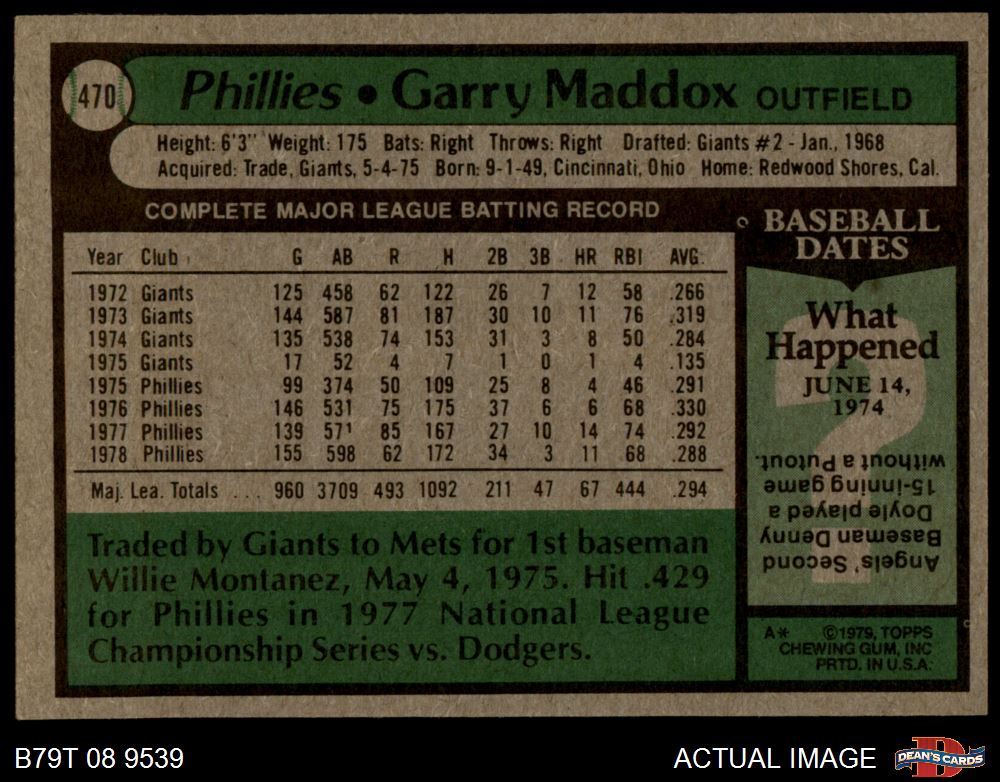 470
Phillies • Garry Maddox OUTFIELD
Height: 6'3" Weight: 175 Bats: Right Throws: Right Drafted: Giants #2 - Jan., 1968
Acquired: Trade, Giants, 5-4-75 Born: 9-1-49, Cincinnati, Ohio Home: Redwood Shores, Cal.
COMPLETE MAJOR LEAGUE BATTING RECORD
Year Club G AB R H 2B 3B HR RBI AVG.
1972 Giants 125 458 62 122 26 7 12 58 .266
1973 Giants 144 587 81 187 30 10 11 76 .319
1974 Giants 135 538 74 153 31 3 8 50 .284
1975 Giants 17 52 4 7 1 0 1 4 .135
1975 Phillies 99 374 50 109 25 8 4 46 .291
1976 Phillies 146 531 75 175 37 6 6 68 .330
1977 Phillies 139 571 85 167 27 10 14 74 .292
1978 Phillies 155 598 62 172 34 3 11 68 .288
Maj. Lea. Totals ... 960 3709 493 1092 211 47 67 444 .294
Traded by Giants to Mets for 1st baseman
Willie Montanez, May 4, 1975. Hit .429
for Phillies in 1977 National League
Championship Series vs. Dodgers.
BASEBALL
DATES
What
Happened
JUNE 14,
1974
Angels' Second
Baseman Denny
Doyle played a
15-inning game
without a Putout.
A* ©1979, TOPPS
CHEWING GUM, INC
PRTD. IN U.S.A.
B79T 08 9539
ACTUAL IMAGE
D
DEAN'S CARDS